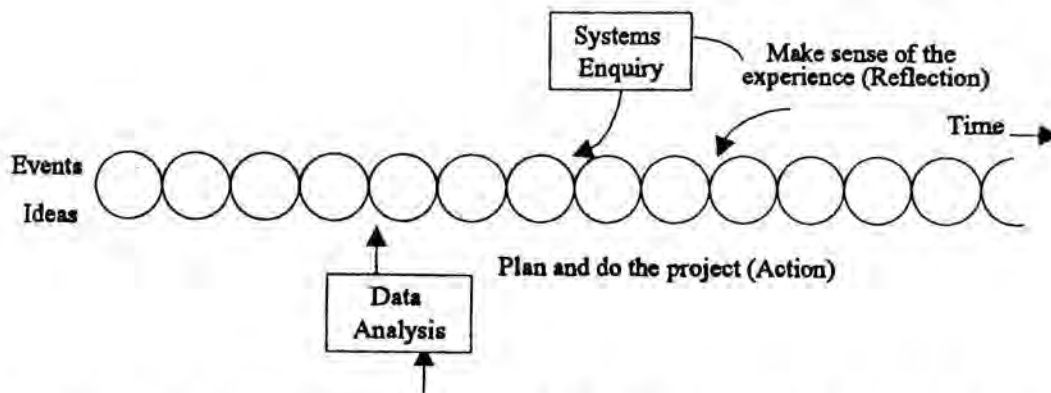 Systems
Enquiry
Make sense of the
experience (Reflection)
Time
Events
Ideas
Plan and do the project (Action)
Data
Analysis